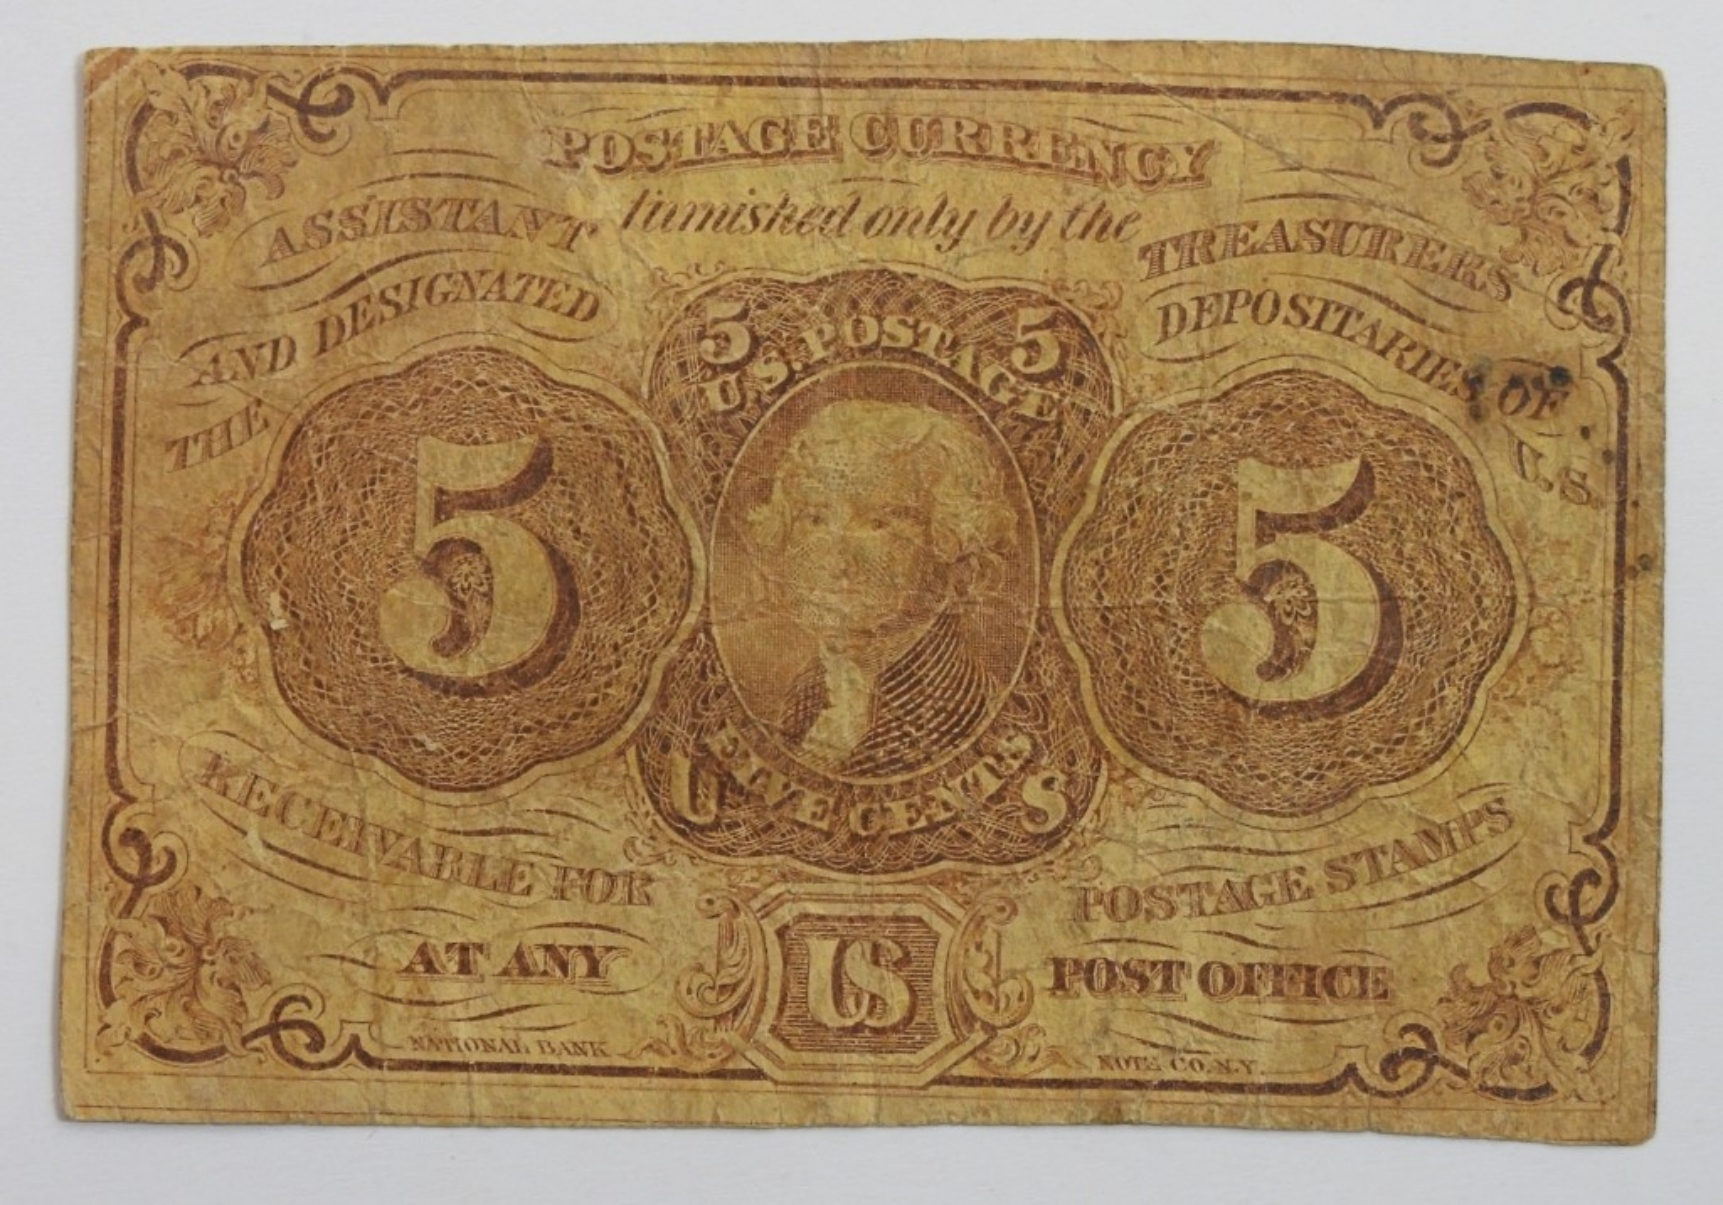 POSTAGE CURRENCY
furnished only by the
ASSISTANT TREASURERS
AND DESIGNATED DEPOSITARIES OF
THE U.S.
5 5
U.S. POSTAGE
5 5
FIVE CENTS
U S
RECEIVABLE FOR POSTAGE STAMPS
AT ANY US POST OFFICE
NATIONAL BANK NOTE CO. N.Y.